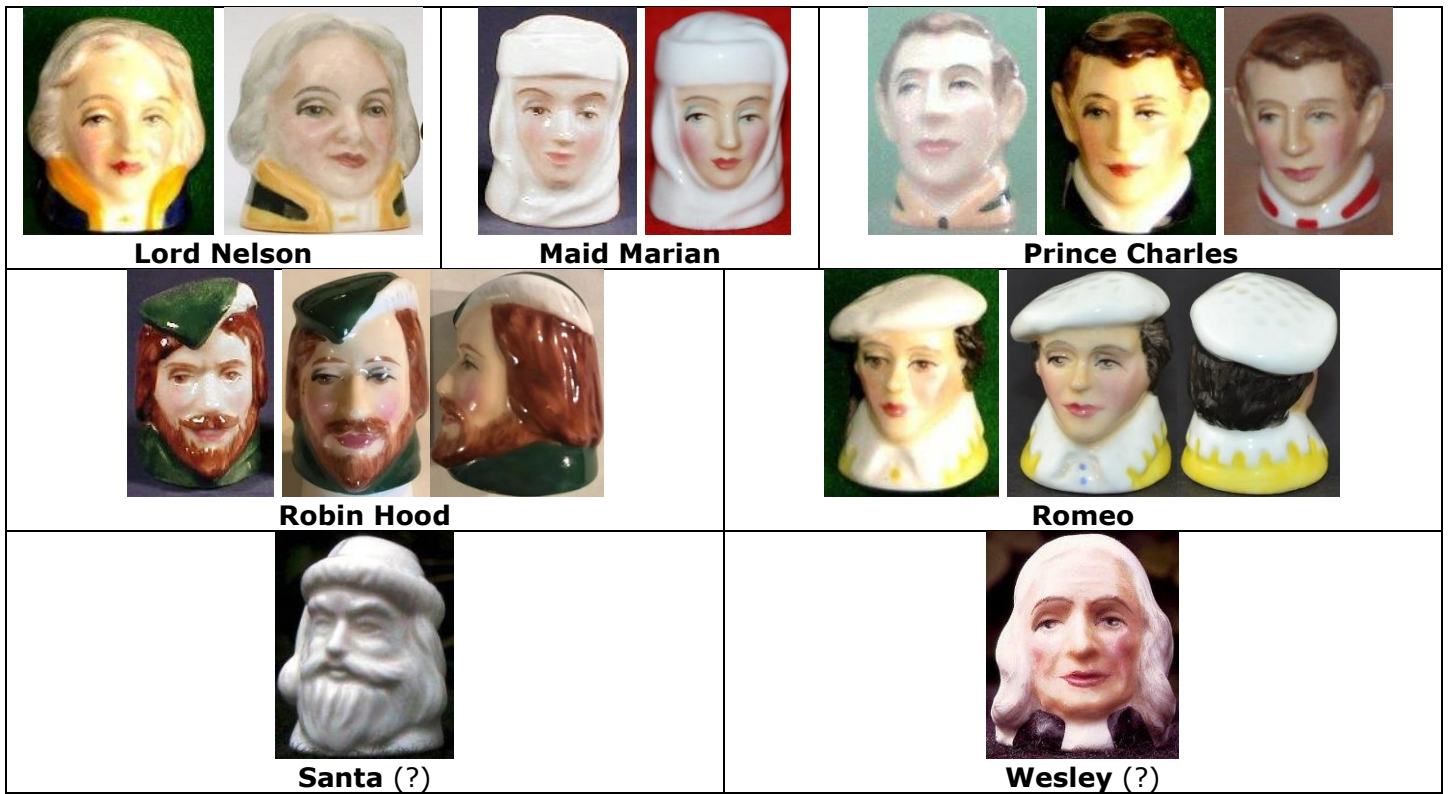 Lord Nelson
Maid Marian
Prince Charles
Robin Hood
Romeo
Santa (?)
Wesley (?)